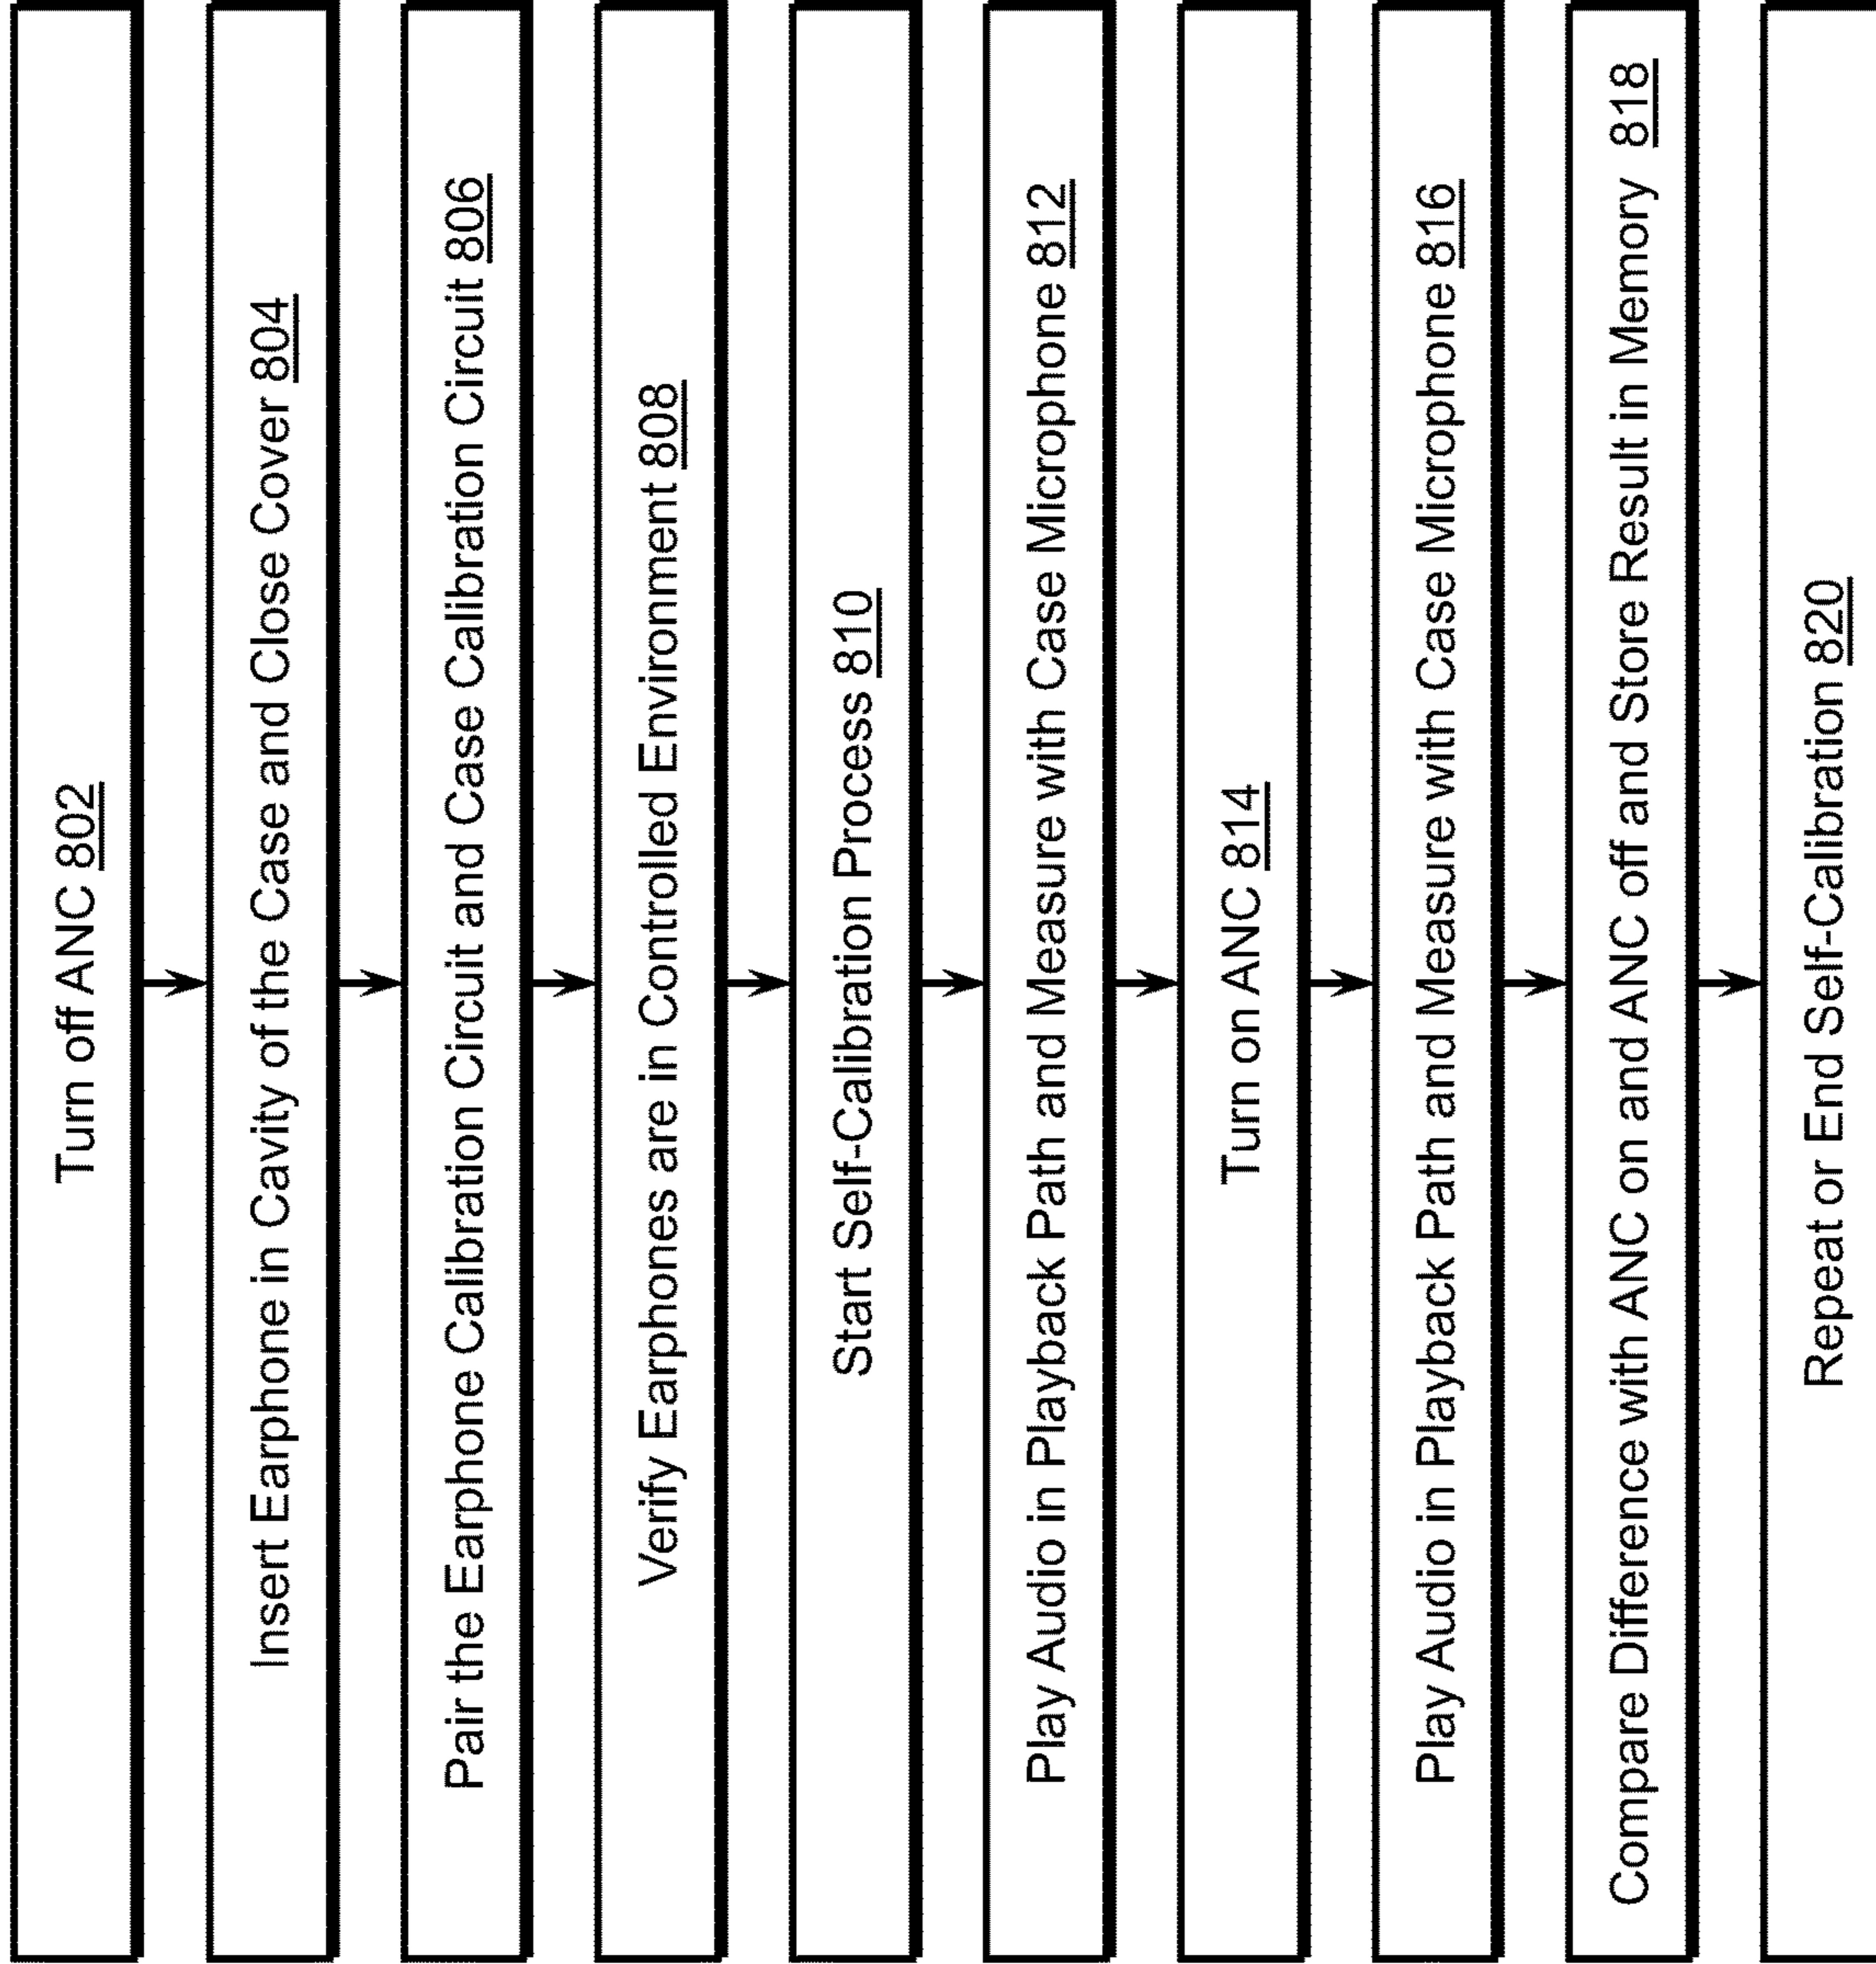 Turn off ANC 802
Insert Earphone in Cavity of the Case and Close Cover 804
Pair the Earphone Calibration Circuit and Case Calibration Circuit 806
Verify Earphones are in Controlled Environment 808
Start Self-Calibration Process 810
Play Audio in Playback Path and Measure with Case Microphone 812
Turn on ANC 814
Play Audio in Playback Path and Measure with Case Microphone 816
Compare Difference with ANC on and ANC off and Store Result in Memory 818
Repeat or End Self-Calibration 820